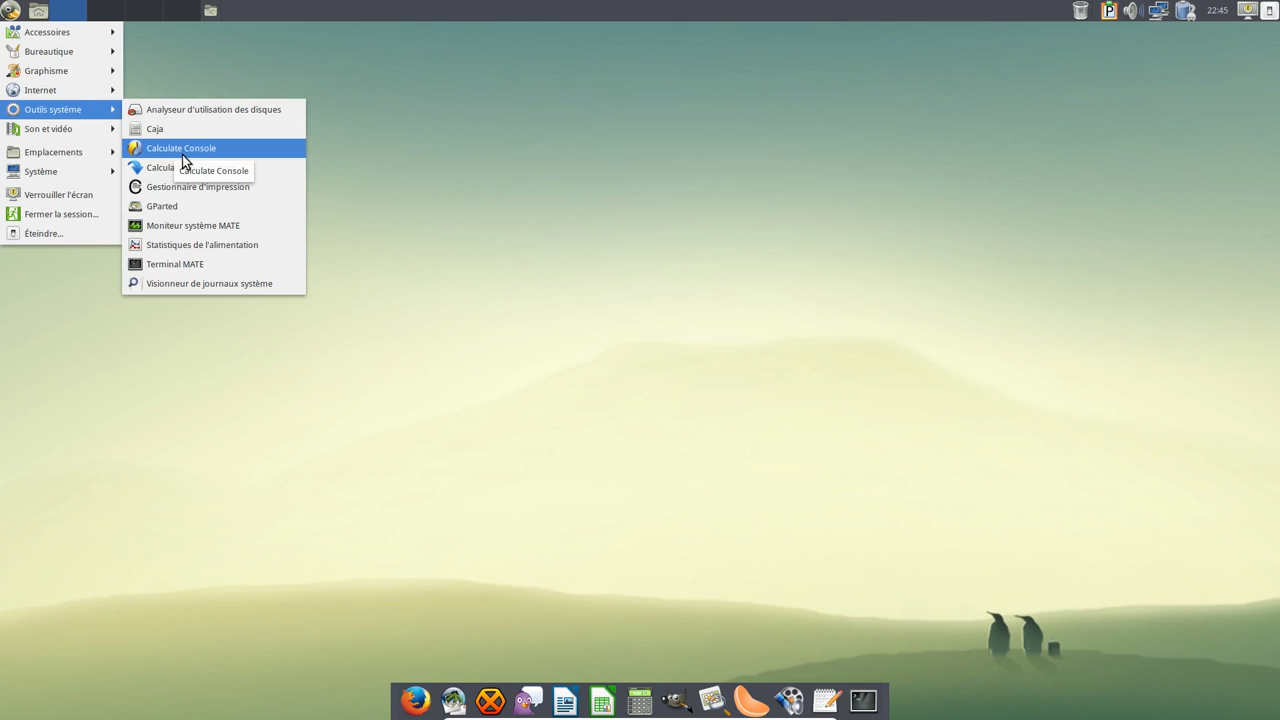 22:45
Accessoires
Bureautique
Graphisme
Internet
Outils système
Son et vidéo
Emplacements
Système
Verrouiller l'écran
Fermer la session...
Éteindre...
Analyseur d'utilisation des disques
Caja
Calculate Console
Calcula
Calculate Console
Gestionnaire d'impression
GParted
Moniteur système MATE
Statistiques de l'alimentation
Terminal MATE
Visionneur de journaux système